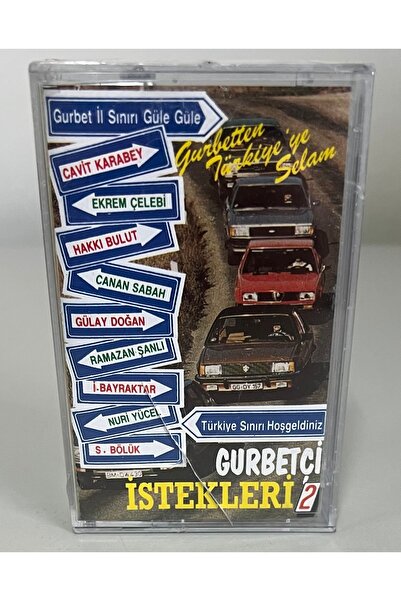 Gurbet İl Sınırı Güle Güle
Gurbetten
Türkiye'ye
Selam
CAVİT KARABEY
EKREM ÇELEBİ
HAKKI BULUT
CANAN SABAH
GÜLAY DOĞAN
RAMAZAN ŞANLI
İ-BAYRAKTAR
NURİ YÜCEL
S. BÖLÜK
Türkiye Sınırı Hoşgeldiniz
GURBETÇİ
İSTEKLERİ 2